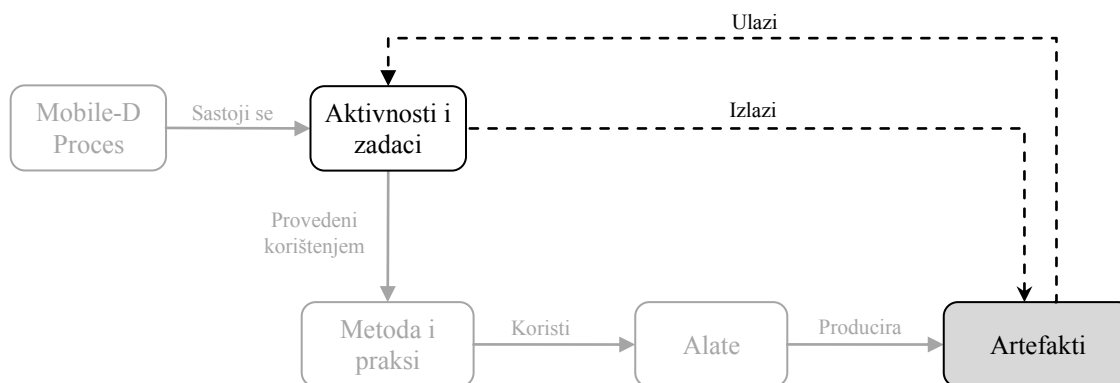 Ulazi
Mobile-D
Proces
Sastoji se
Aktivnosti i
zadaci
Izlazi
Provedeni
korištenjem
Metoda i
praksi
Koristi
Alate
Producira
Artefakti